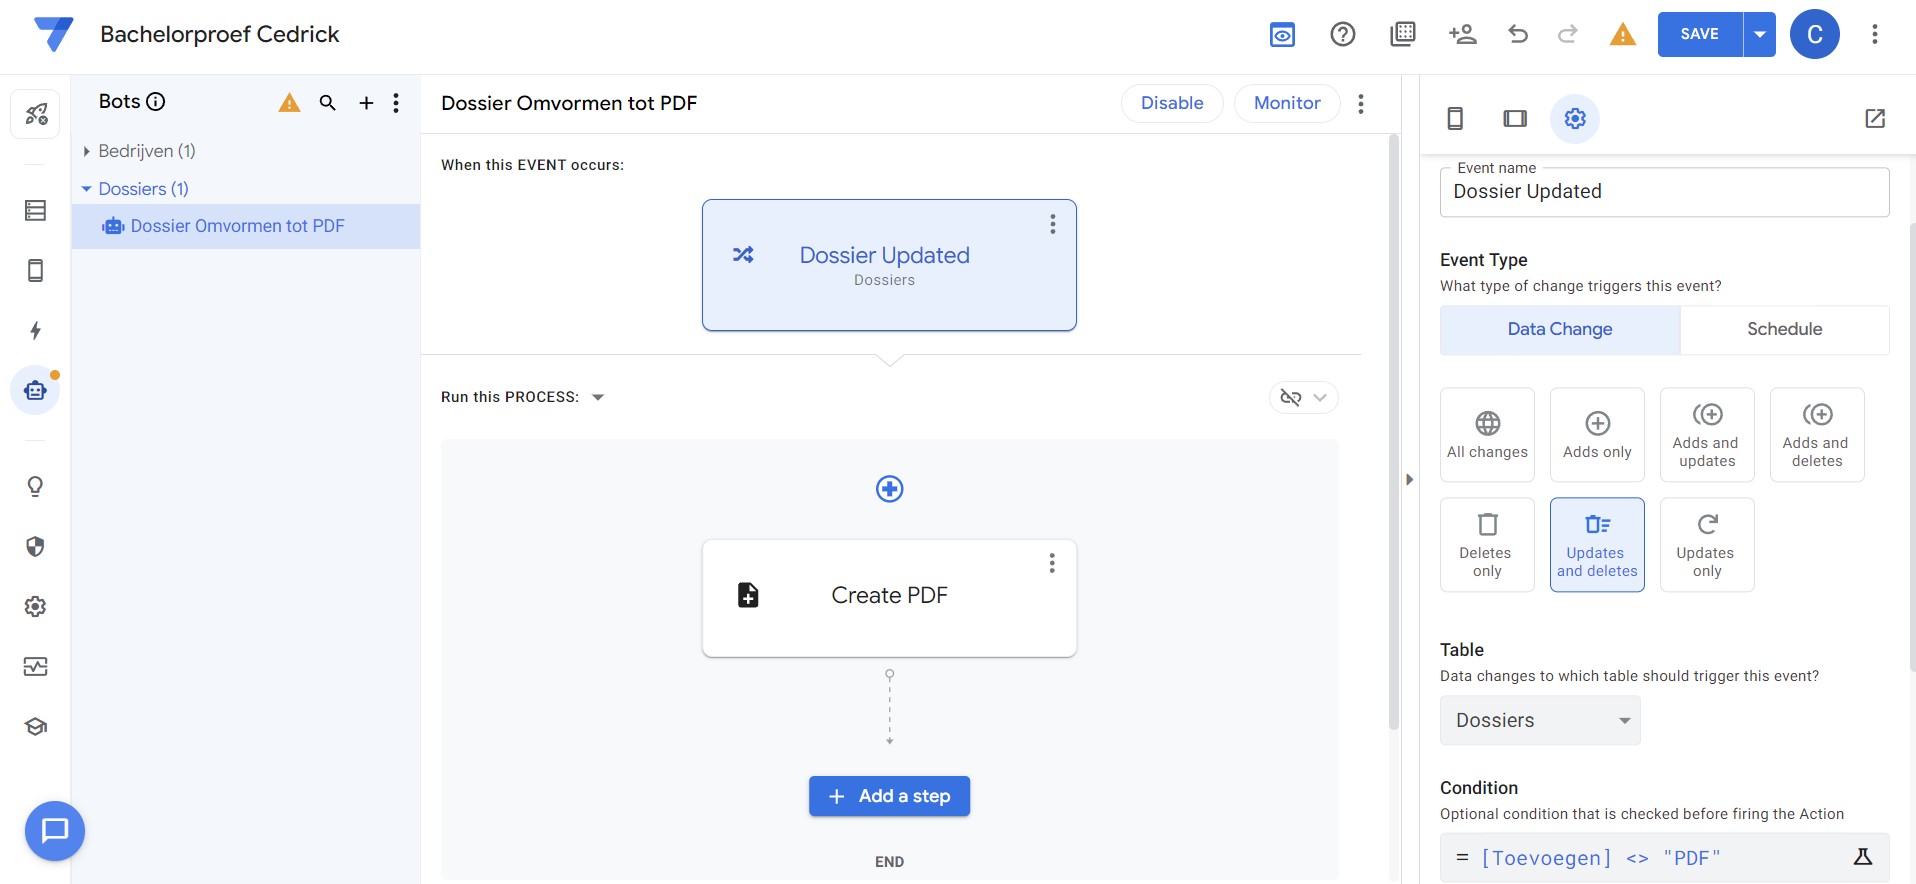 Bachelorproef Cedrick
SAVE
C
Bots
Bedrijven (1)
Dossiers (1)
Dossier Omvormen tot PDF
Dossier Omvormen tot PDF
Disable
Monitor
When this EVENT occurs:
Dossier Updated
Dossiers
Run this PROCESS:
Create PDF
Add a step
END
Event name
Dossier Updated
Event Type
What type of change triggers this event?
Data Change
Schedule
All changes
Adds only
Adds and
updates
Adds and
deletes
Deletes
only
Updates
and deletes
Updates
only
Table
Data changes to which table should trigger this event?
Dossiers
Condition
Optional condition that is checked before firing the Action
= [Toevoegen] <> "PDF"